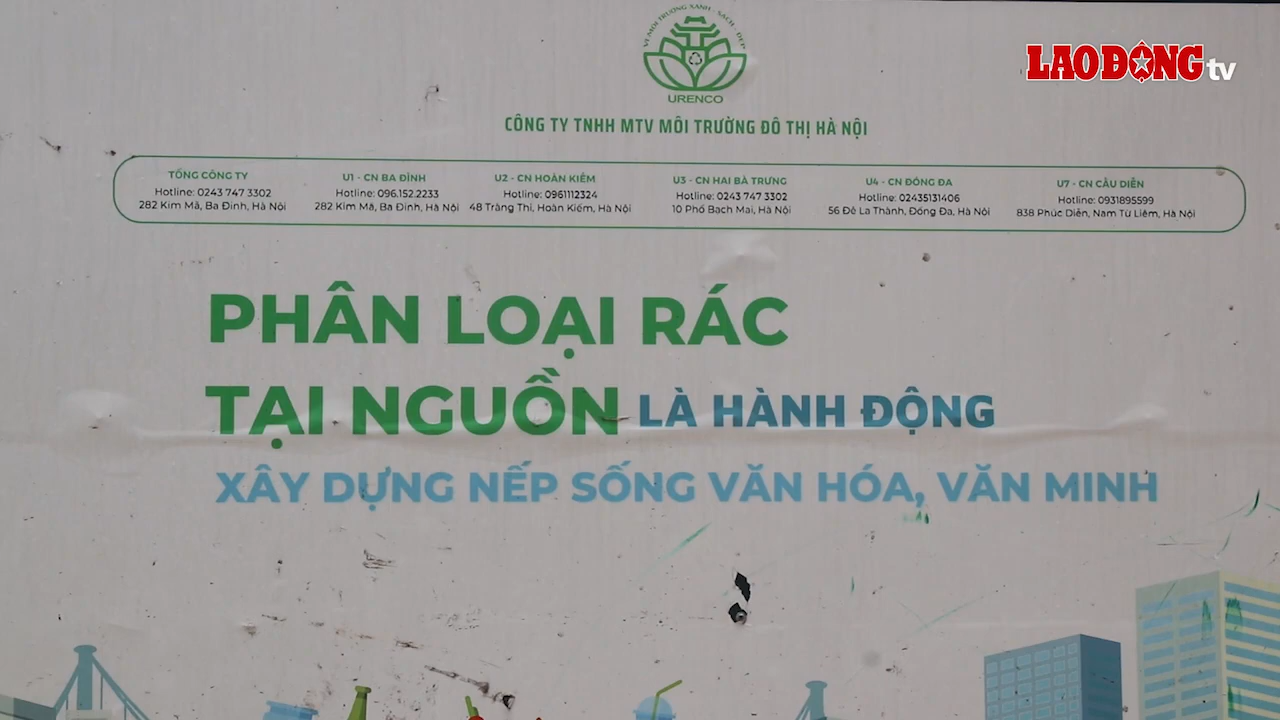 VÌ MÔI TRƯỜNG XANH - SẠCH - ĐẸP
URENCO
LAO ĐỘNG tv
CÔNG TY TNHH MTV MÔI TRƯỜNG ĐÔ THỊ HÀ NỘI
TỔNG CÔNG TY
Hotline: 0243 747 3302
282 Kim Mã, Ba Đình, Hà Nội
U1 - CN BA ĐÌNH
Hotline: 096.152.2233
282 Kim Mã, Ba Đình, Hà Nội
U2 - CN HOÀN KIẾM
Hotline: 0961112324
48 Tràng Thi, Hoàn Kiếm, Hà Nội
U3 - CN HAI BÀ TRƯNG
Hotline: 0243 747 3302
10 Phố Bạch Mai, Hà Nội
U4 - CN ĐỐNG ĐA
Hotline: 02435131406
56 Đê La Thành, Đống Đa, Hà Nội
U7 - CN CẦU DIỄN
Hotline: 0931895599
838 Phúc Diễn, Nam Từ Liêm, Hà Nội
PHÂN LOẠI RÁC
TẠI NGUỒN LÀ HÀNH ĐỘNG
XÂY DỰNG NẾP SỐNG VĂN HÓA, VĂN MINH